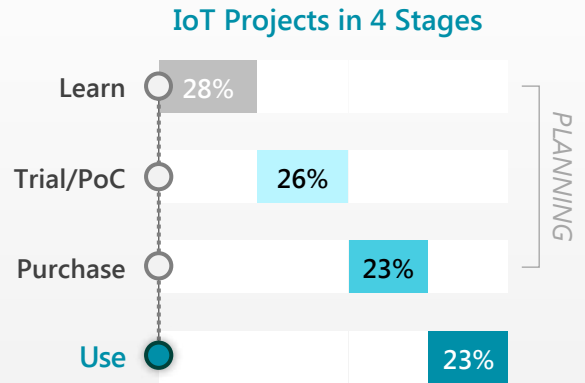 IoT Projects in 4 Stages
Learn 28%
Trial/PoC 26%
Purchase 23%
PLANNING
Use 23%